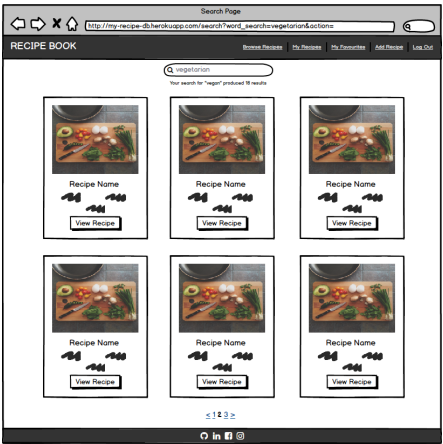 Search Page
http://my-recipe-db.herokuapp.com/search?word_search=vegetarian&action=
RECIPE BOOK Browse Recipes My Recipes My Favourites Add Recipe Log Out
vegetarian
Your search for "vegan" produced 16 results
Recipe Name Recipe Name Recipe Name
View Recipe View Recipe View Recipe
Recipe Name Recipe Name Recipe Name
View Recipe View Recipe View Recipe
< 1 2 3 >